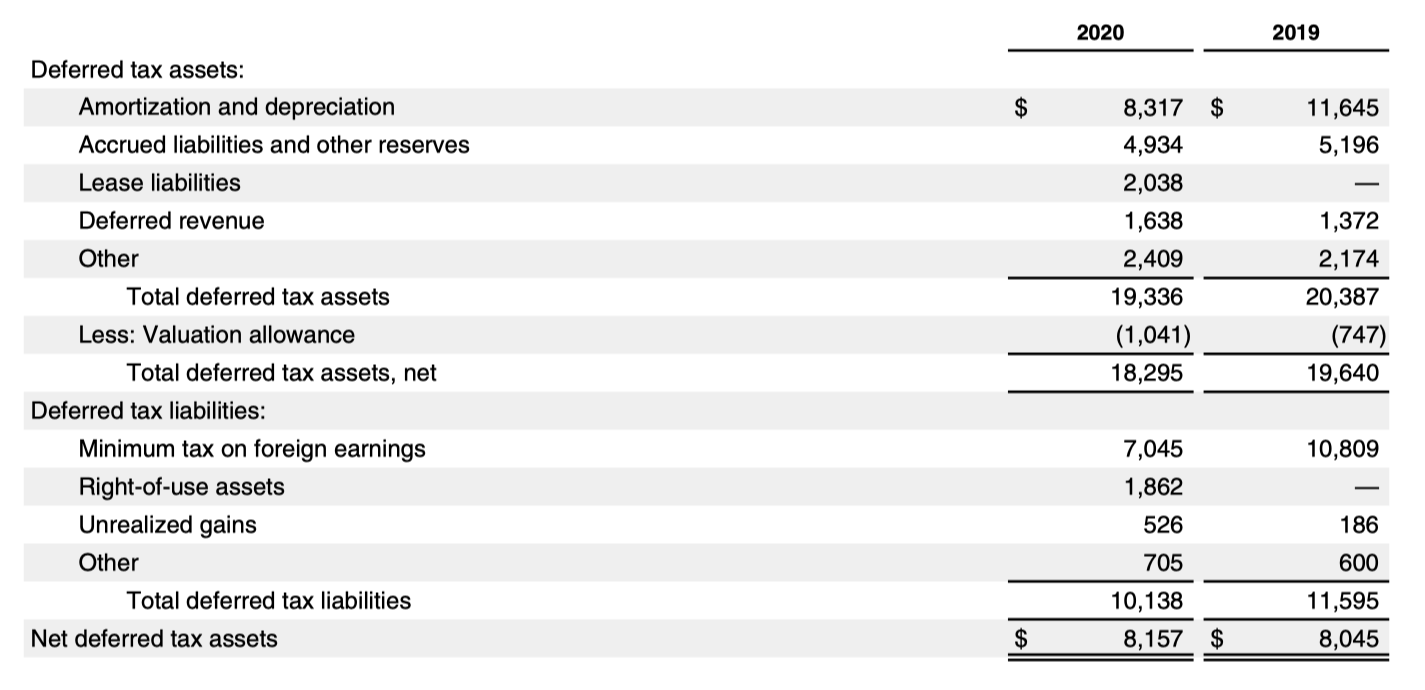 2020 2019
Deferred tax assets:
Amortization and depreciation $ 8,317 $ 11,645
Accrued liabilities and other reserves 4,934 5,196
Lease liabilities 2,038 —
Deferred revenue 1,638 1,372
Other 2,409 2,174
Total deferred tax assets 19,336 20,387
Less: Valuation allowance (1,041) (747)
Total deferred tax assets, net 18,295 19,640
Deferred tax liabilities:
Minimum tax on foreign earnings 7,045 10,809
Right-of-use assets 1,862 —
Unrealized gains 526 186
Other 705 600
Total deferred tax liabilities 10,138 11,595
Net deferred tax assets $ 8,157 $ 8,045